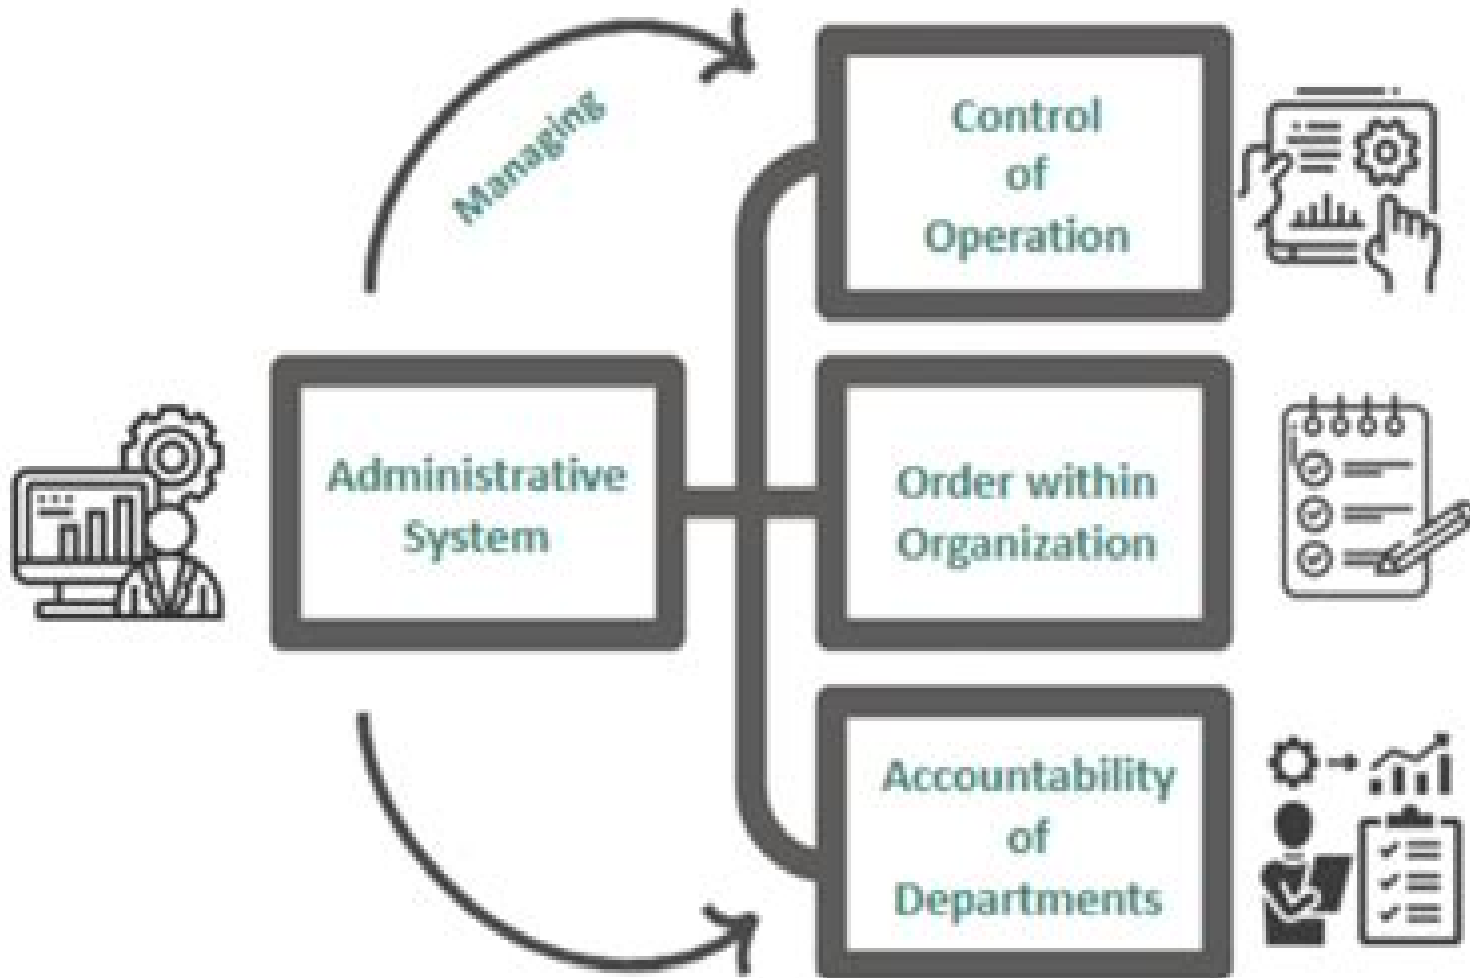 Managing
Control
of
Operation
Administrative
System
Order within
Organization
Accountability
of
Departments